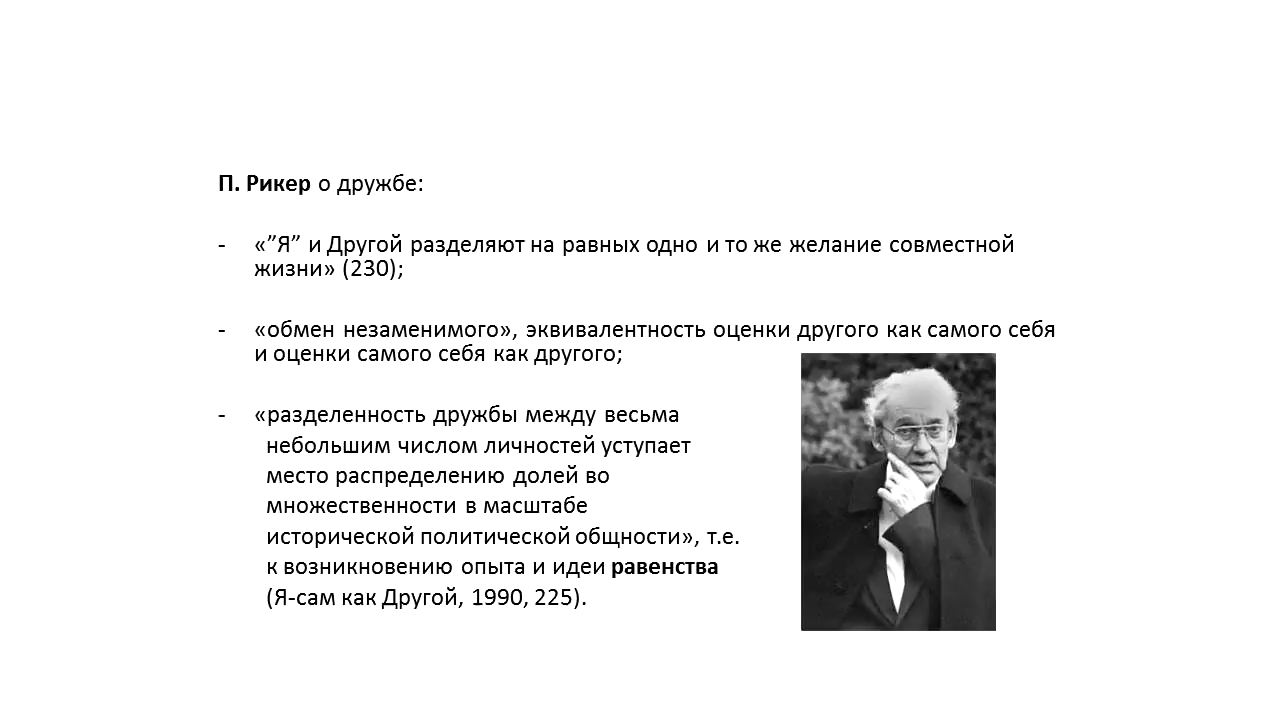 П. Рикер о дружбе:
- «”Я” и Другой разделяют на равных одно и то же желание совместной
жизни» (230);
- «обмен незаменимого», эквивалентность оценки другого как самого себя
и оценки самого себя как другого;
- «разделенность дружбы между весьма
небольшим числом личностей уступает
место распределению долей во
множественности в масштабе
исторической политической общности», т.е.
к возникновению опыта и идеи равенства
(Я-сам как Другой, 1990, 225).